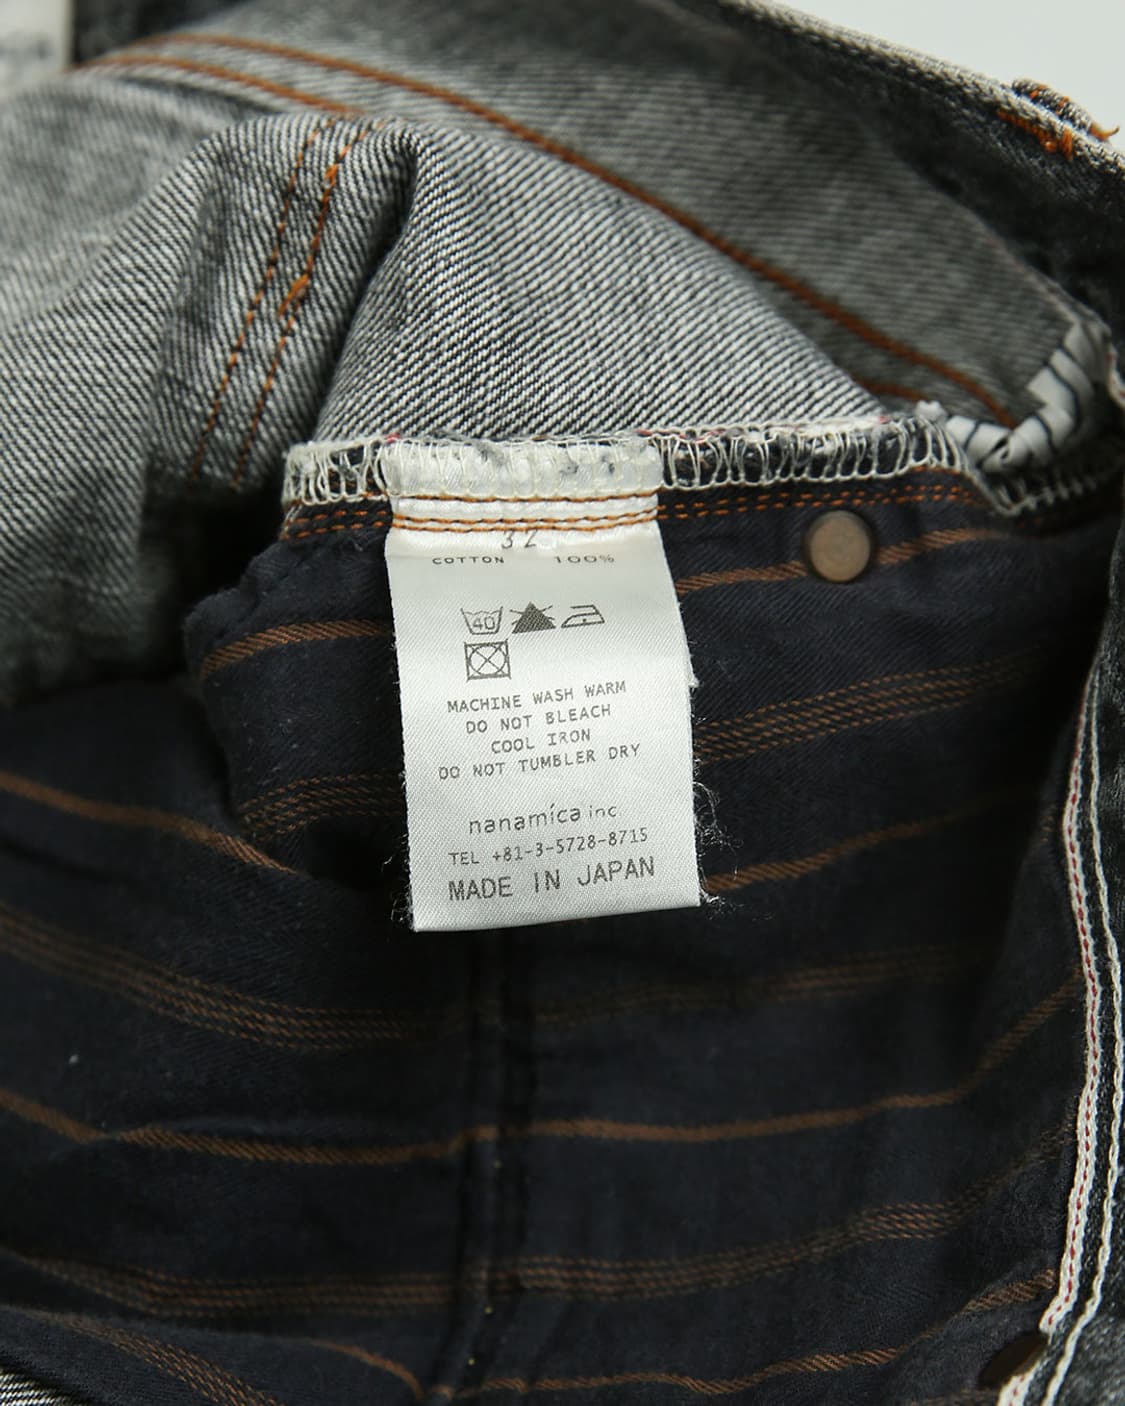 32
COTTON 100%
40
MACHINE WASH WARM
DO NOT BLEACH
COOL IRON
DO NOT TUMBLER DRY
nanamica inc
TEL +81-3-5728-8715
MADE IN JAPAN